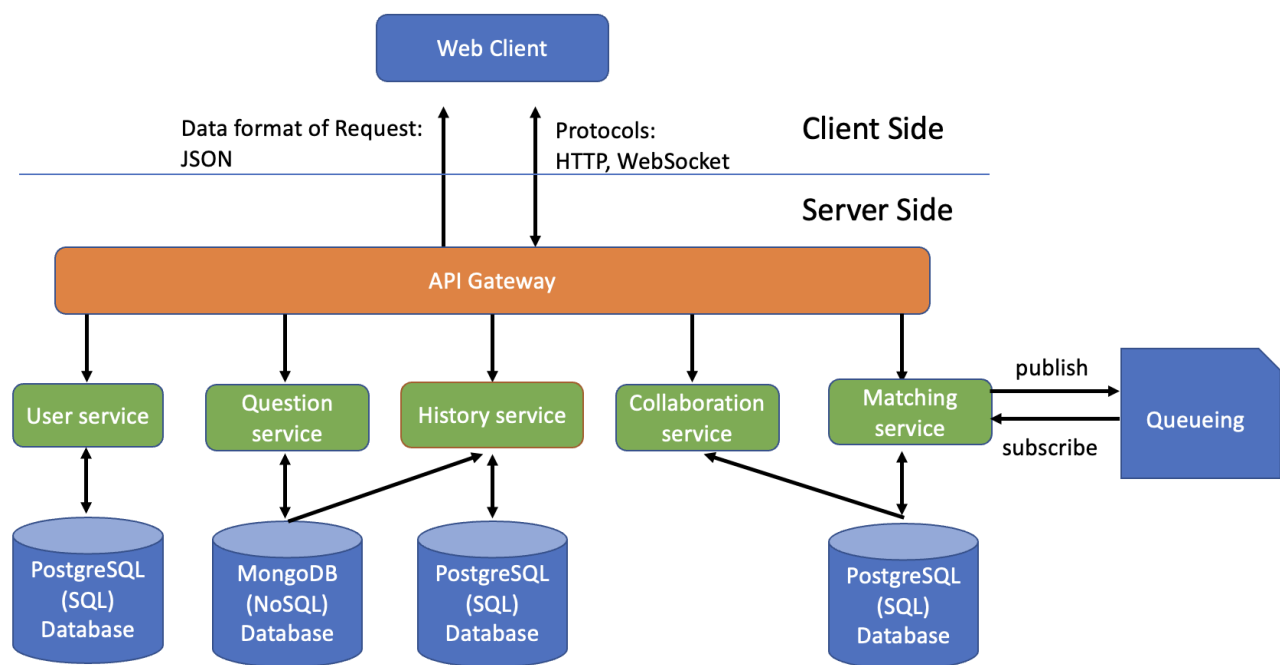 Web Client
Data format of Request:
JSON
Protocols:
HTTP, WebSocket
Client Side
Server Side
API Gateway
User service
Question
service
History service
Collaboration
service
Matching
service
publish
subscribe
Queueing
PostgreSQL
(SQL)
Database
MongoDB
(NoSQL)
Database
PostgreSQL
(SQL)
Database
PostgreSQL
(SQL)
Database